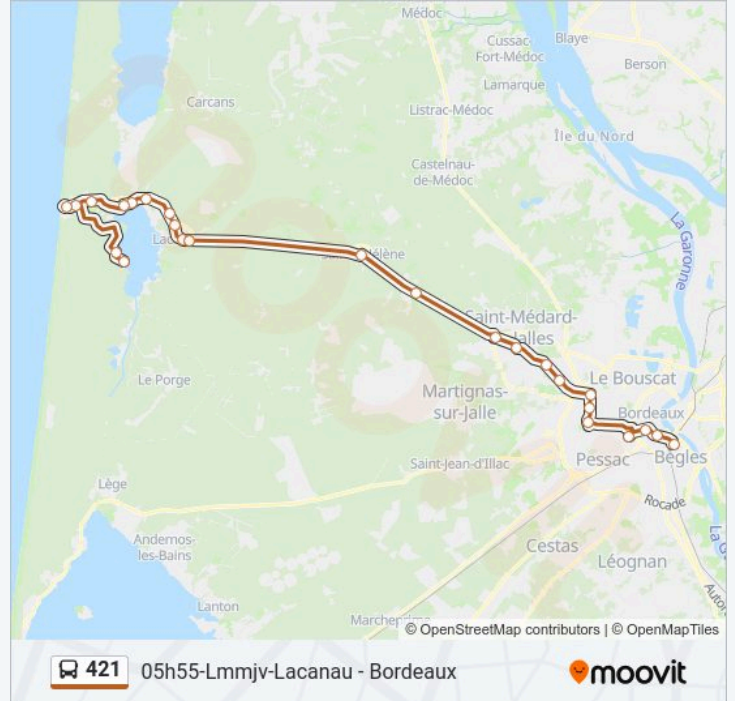 Médoc
Cussac-
Fort-Médoc
Blaye
Berson
Lamarque
Carcans
Listrac-Médoc
Île du Nord
Castelnau-
de-Médoc
La Garonne
Saint-Médard-
Le Porge
Le Bouscat
Martignas-
sur-Jalle
Bordeaux
Saint-Jean-d'Illac
Pessac
Bègles
Lège
Rocade
Andernos-
les-Bains
Cestas
Léognan
Lanton
© OpenStreetMap contributors | © OpenMapTiles
421
05h55-Lmmjv-Lacanau - Bordeaux
moovit